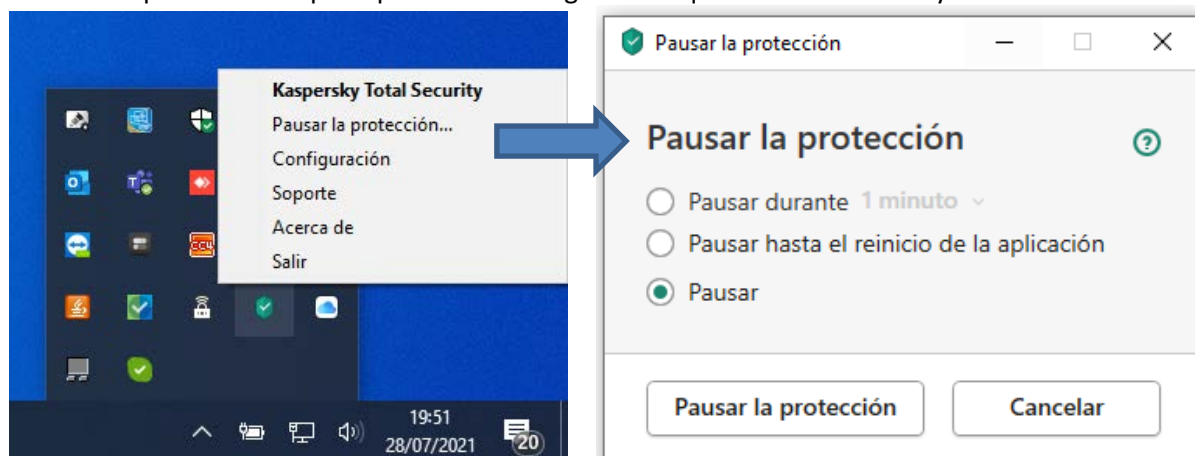 Kaspersky Total Security
Pausar la protección...
Configuración
Soporte
Acerca de
Salir
19:51
28/07/2021
20
Pausar la protección
Pausar la protección
Pausar durante 1 minuto
Pausar hasta el reinicio de la aplicación
Pausar
Pausar la protección
Cancelar